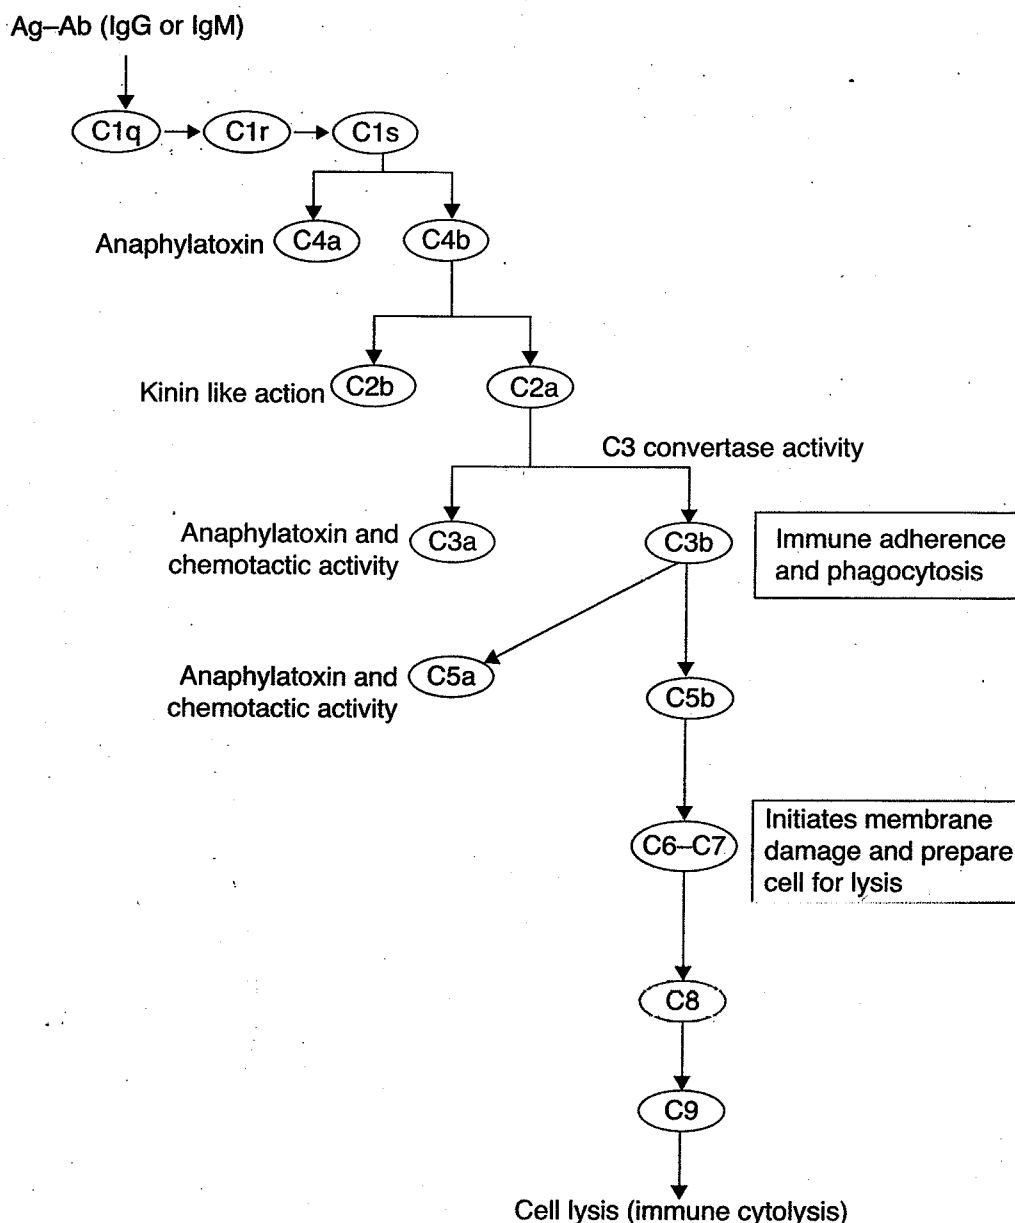 Ag–Ab (IgG or IgM)
C1q
C1r
C1s
Anaphylatoxin
C4a
C4b
Kinin like action
C2b
C2a
C3 convertase activity
Anaphylatoxin and
chemotactic activity
C3a
C3b
Immune adherence
and phagocytosis
Anaphylatoxin and
chemotactic activity
C5a
C5b
C6–C7
Initiates membrane
damage and prepare
cell for lysis
C8
C9
Cell lysis (immune cytolysis)